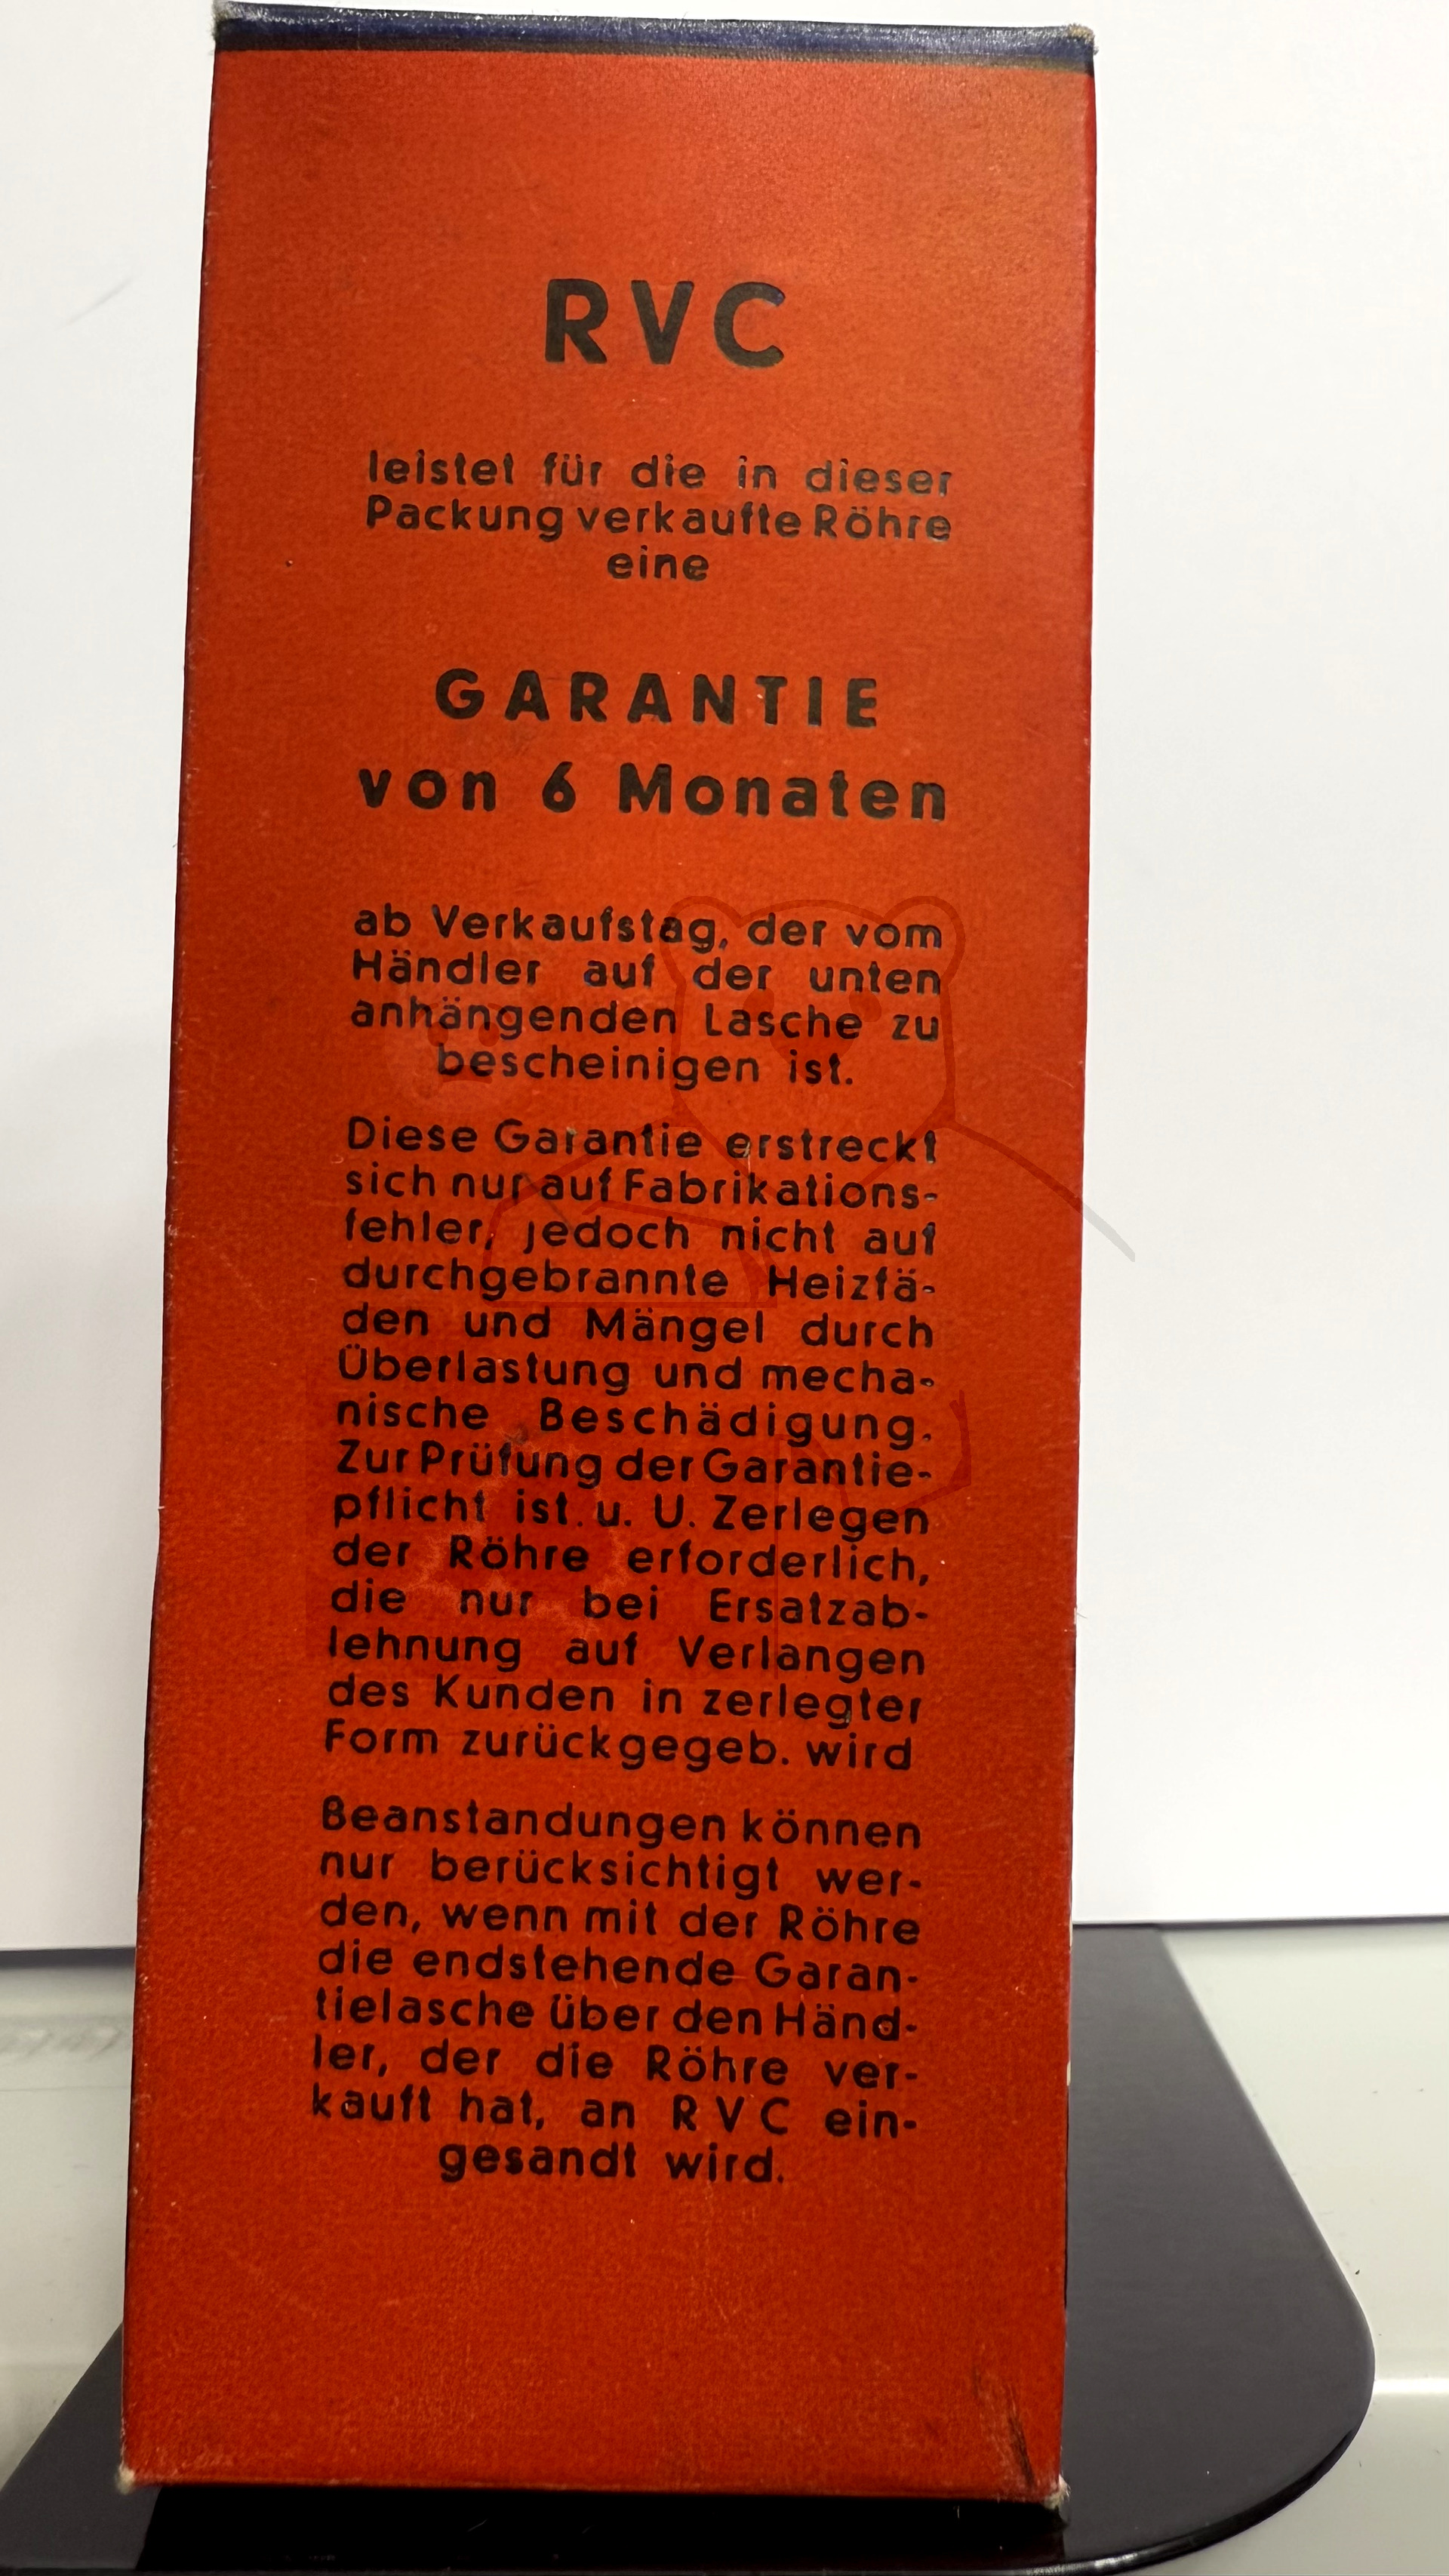 RVC
leistet für die in dieser
Packung verkaufte Röhre
eine
GARANTIE
von 6 Monaten
ab Verkaufstag, der vom
Händler auf der unten
anhängenden Lasche zu
bescheinigen ist.
Diese Garantie erstreckt
sich nur auf Fabrikations-
fehler, jedoch nicht auf
durchgebrannte Heizfä-
den und Mängel durch
Überlastung und mecha-
nische Beschädigung.
Zur Prüfung der Garantie-
pflicht ist u. U. Zerlegen
der Röhre erforderlich,
die nur bei Ersatzab-
lehnung auf Verlangen
des Kunden in zerlegter
Form zurückgegeb. wird
Beanstandungen können
nur berücksichtigt wer-
den, wenn mit der Röhre
die endstehende Garan-
tielasche über den Händ-
ler, der die Röhre ver-
kauft hat, an RVC ein-
gesandt wird.